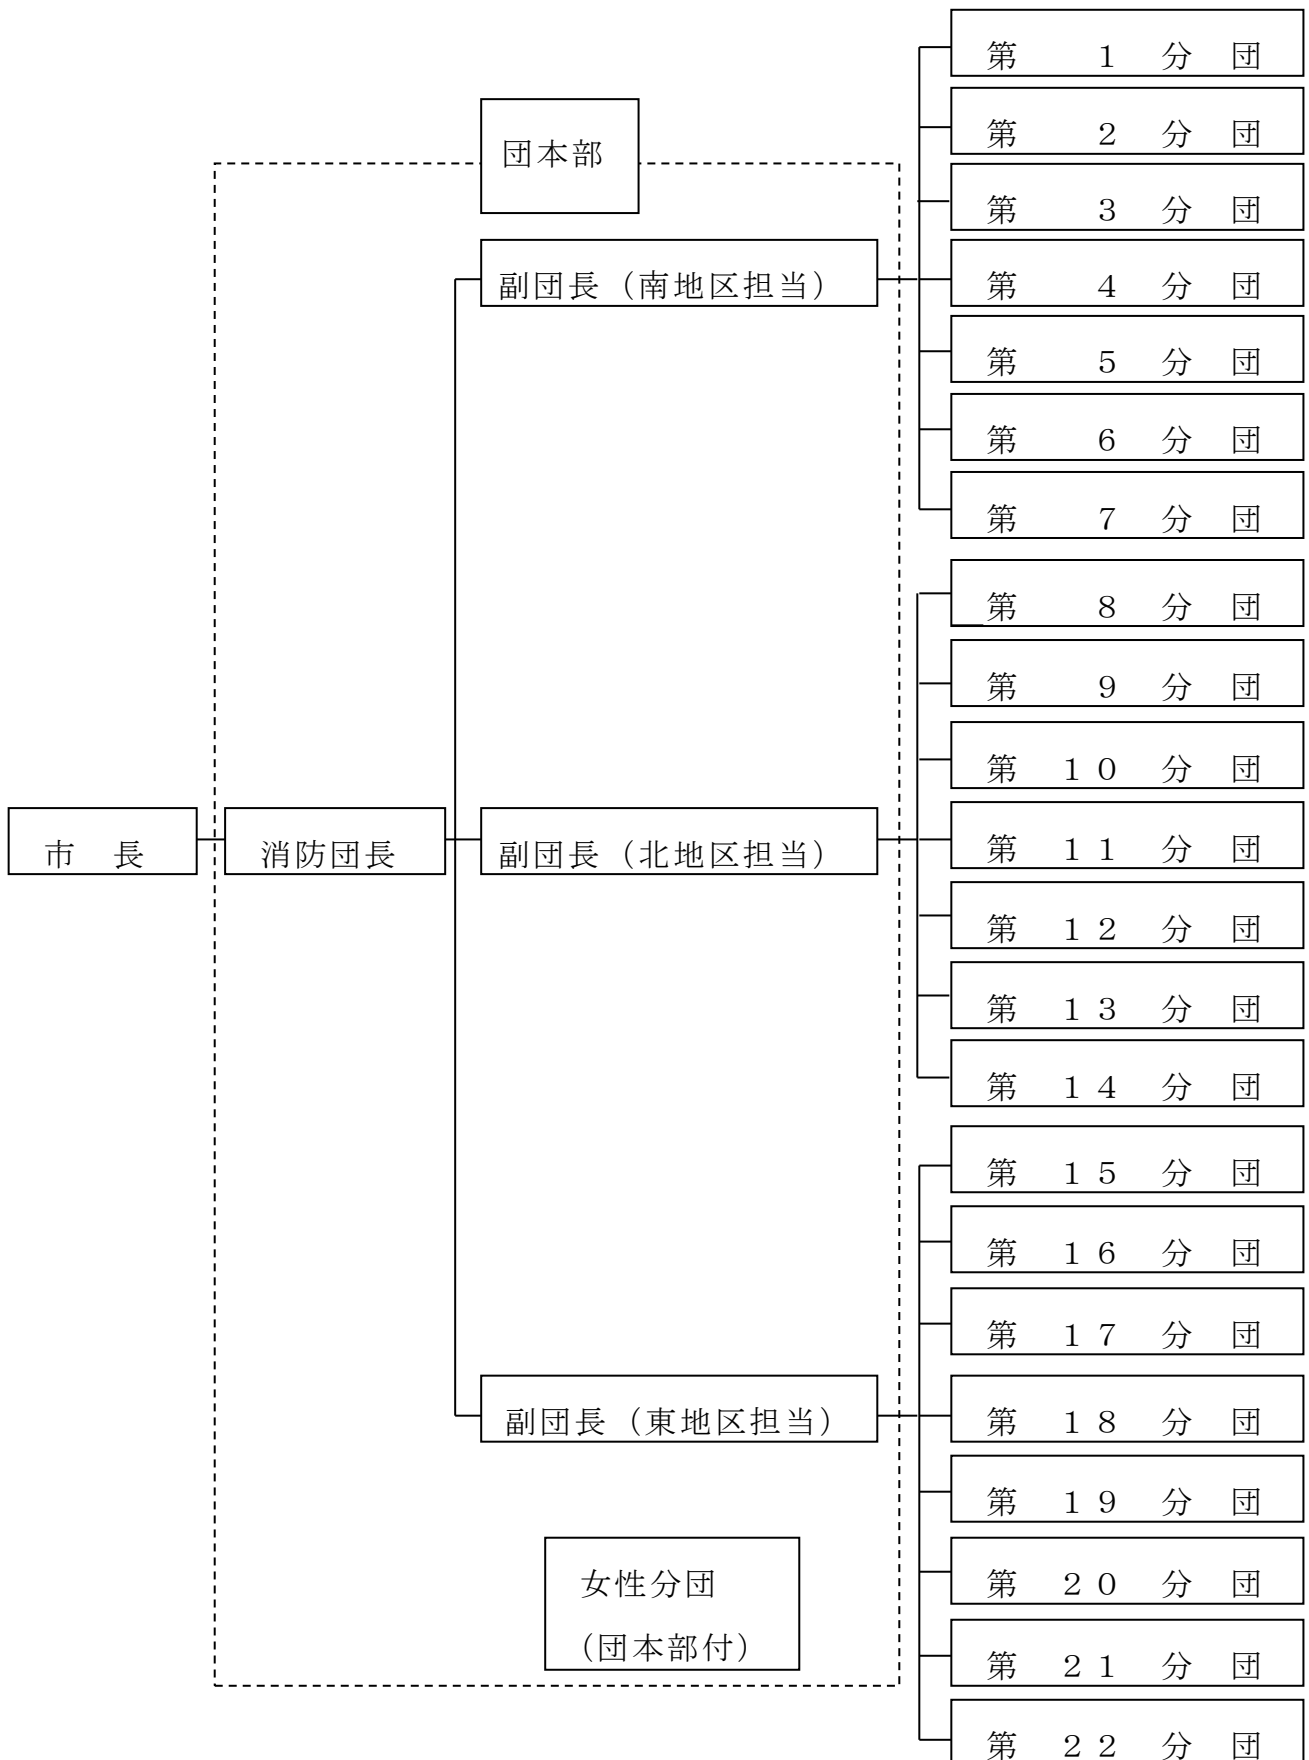 市　長
消防団長
団本部
副団長（南地区担当）
第　１　分　団
第　２　分　団
第　３　分　団
第　４　分　団
第　５　分　団
第　６　分　団
第　７　分　団
副団長（北地区担当）
第　８　分　団
第　９　分　団
第　１０　分　団
第　１１　分　団
第　１２　分　団
第　１３　分　団
第　１４　分　団
副団長（東地区担当）
第　１５　分　団
第　１６　分　団
第　１７　分　団
第　１８　分　団
第　１９　分　団
第　２０　分　団
第　２１　分　団
第　２２　分　団
女性分団
（団本部付）